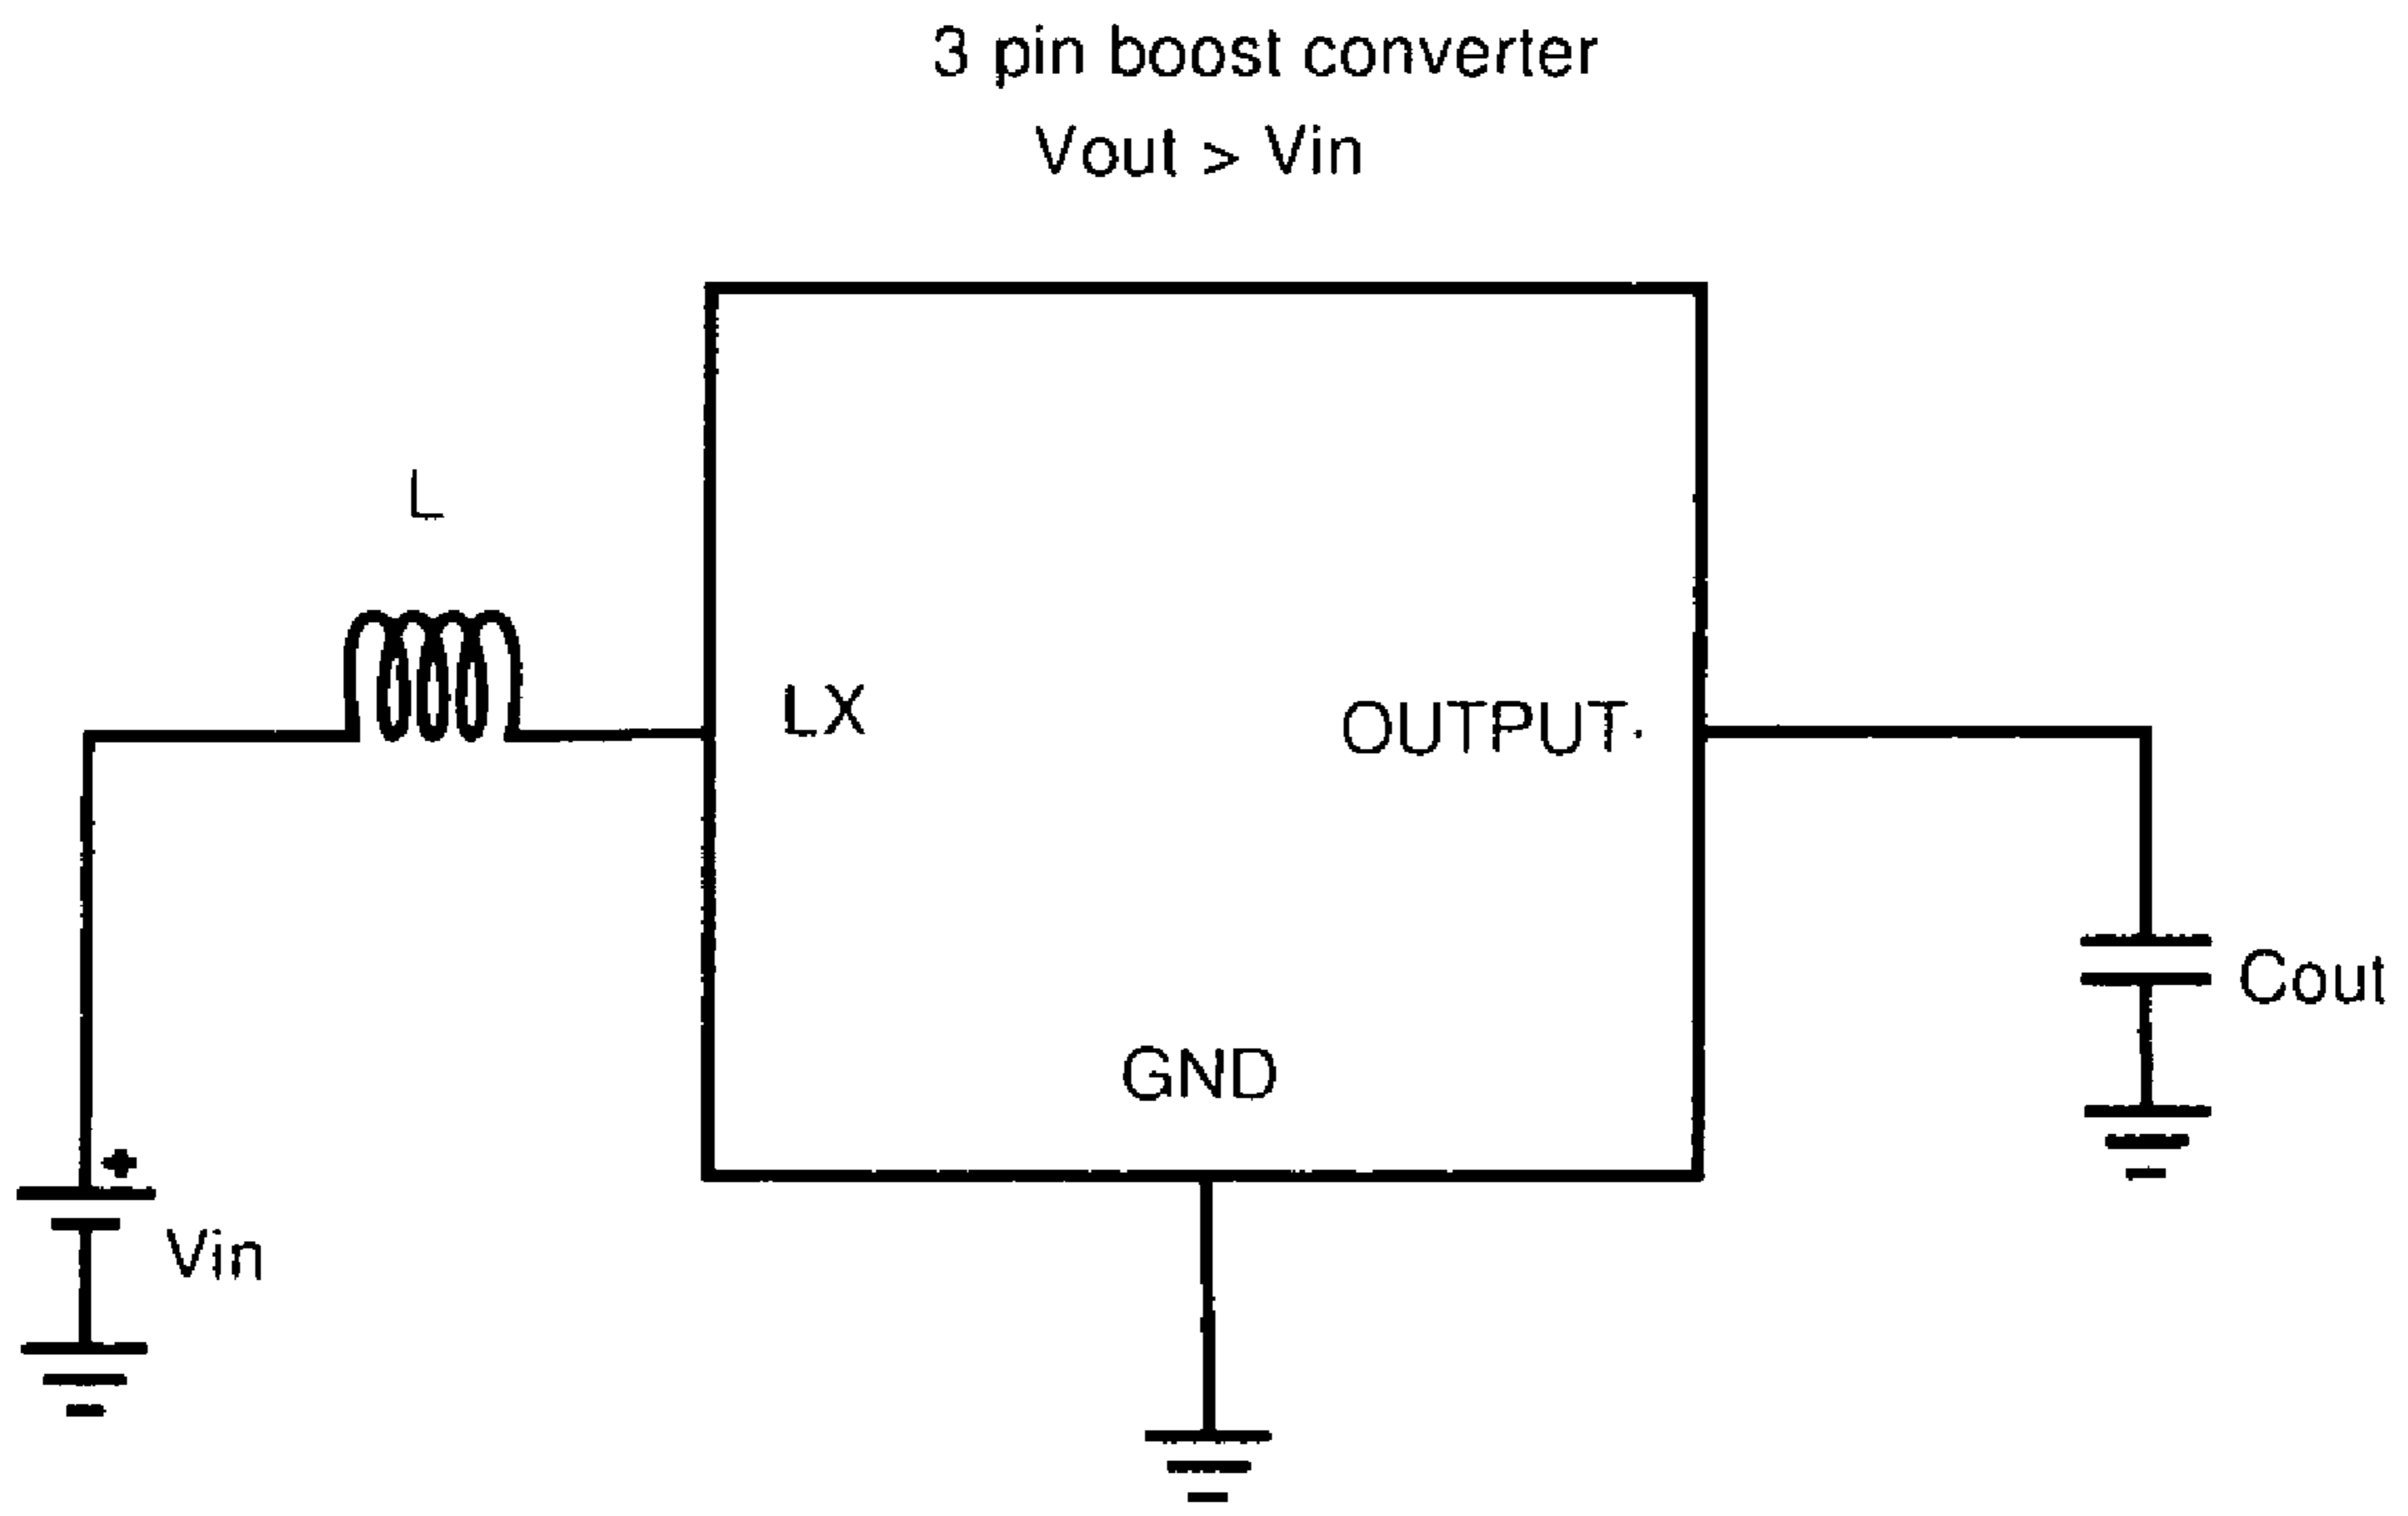 3 pin boost converter
Vout > Vin
L
LX
OUTPUT.
GND
Cout
+
Vin